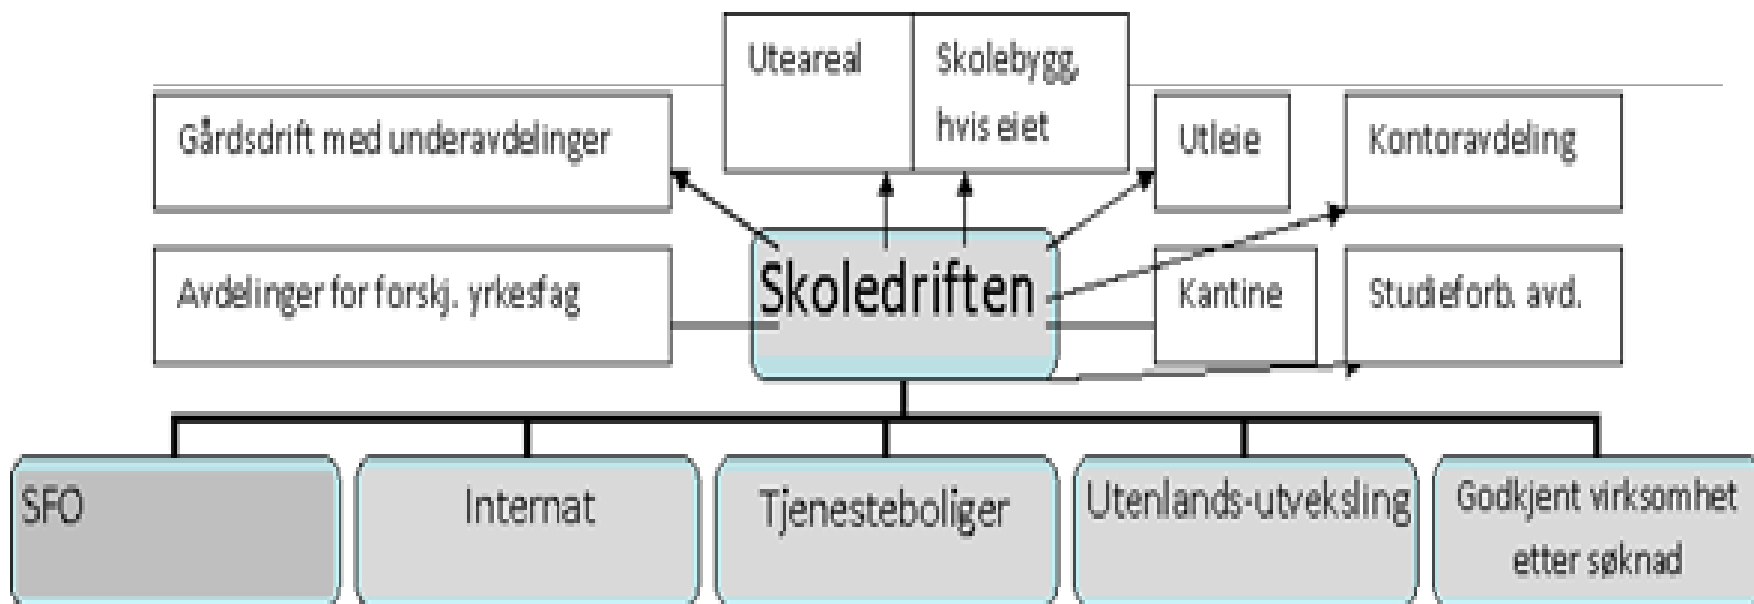 Uteareal
Skolebygg,
hvis eiet
Gårdsdrift med underavdelinger
Utleie
Kontoravdeling
Avdelinger for forskj. yrkesfag
Skoledriften
Kantine
Studieforb. avd.
SFO
Internat
Tjenesteboliger
Utenlands-utveksling
Godkjent virksomhet
etter søknad